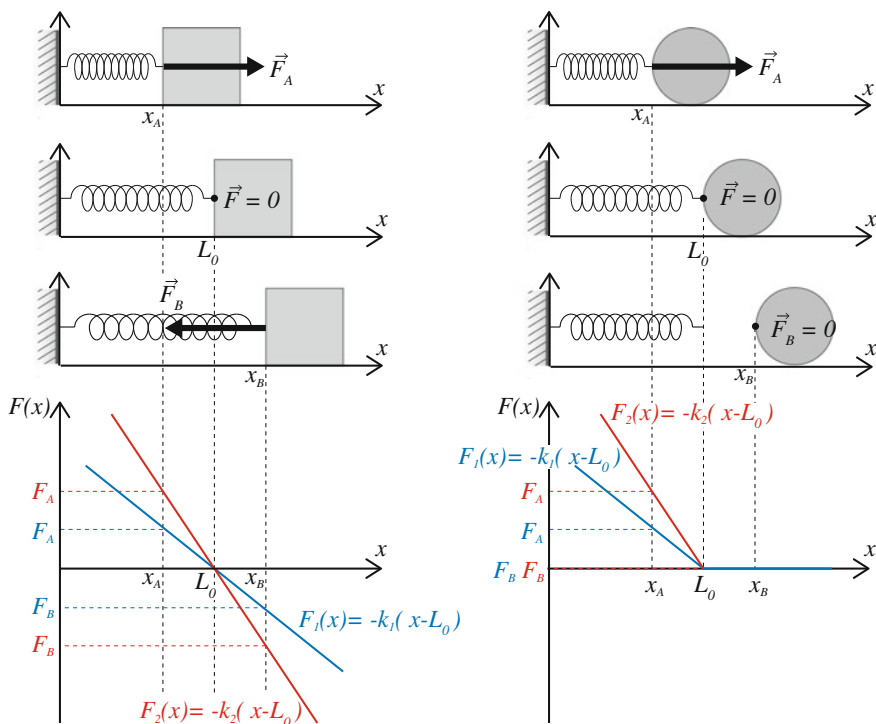 F⃗_A
x
x_A
F⃗ = 0
x
L_0
F⃗_B
x
x_B
F(x)
F_A
F_A
x
x_A
L_0
x_B
F_B
F_1(x)= -k_1( x-L_0)
F_B
F_2(x)= -k_2( x-L_0)
F⃗_A
x
x_A
F⃗ = 0
x
L_0
F⃗_B = 0
x
x_B
F(x)
F_2(x)= -k_2( x-L_0)
F_1(x)= -k_1( x-L_0)
F_A
F_A
x
F_B F_B
x_A
L_0
x_B